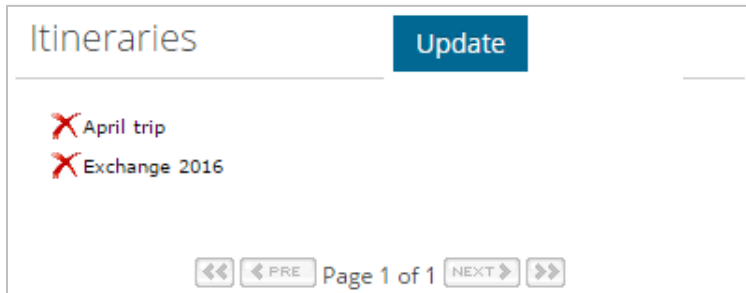 Itineraries
Update
April trip
Exchange 2016
PRE Page 1 of 1 NEXT